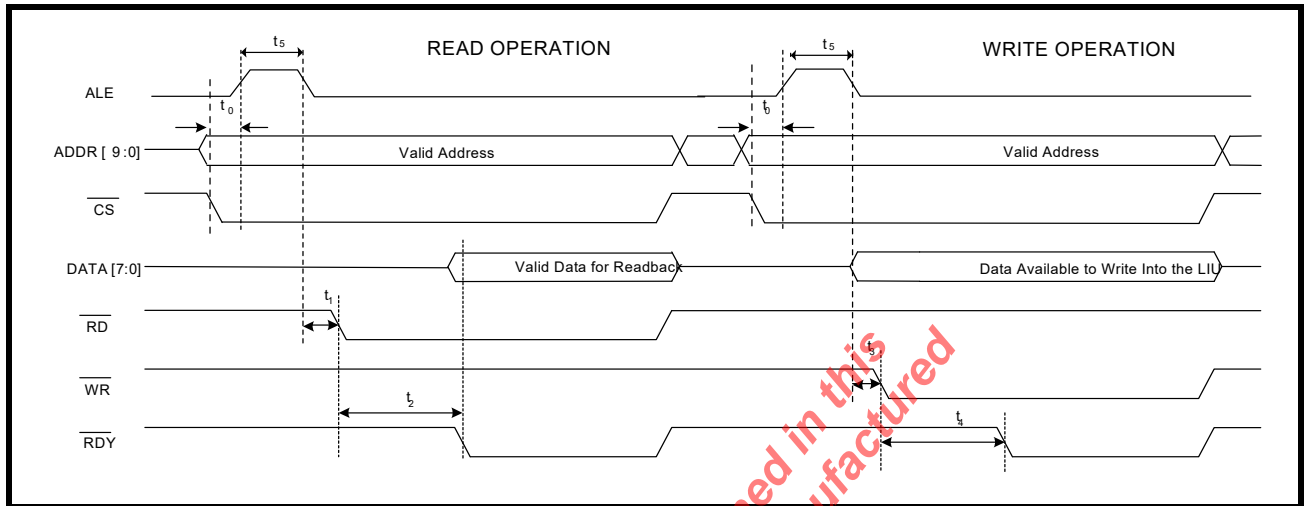 READ OPERATION
WRITE OPERATION
t5
t5
ALE
t0
t0
ADDR [ 9:0]
Valid Address
Valid Address
CS
DATA [7:0]
Valid Data for Readback
Data Available to Write Into the LIU
t1
RD
t3
WR
t2
t4
RDY
in this